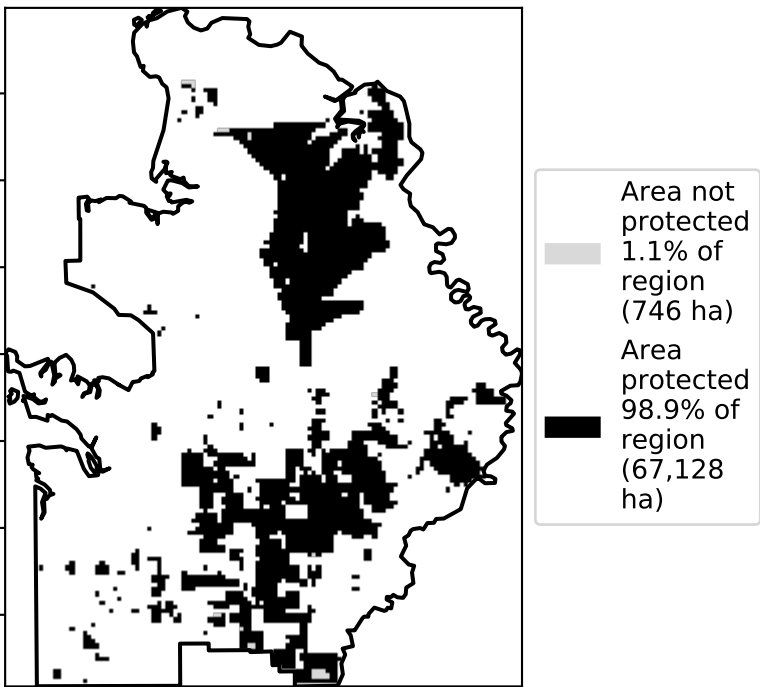 Area not
protected
1.1% of
region
(746 ha)
Area
protected
98.9% of
region
(67,128
ha)